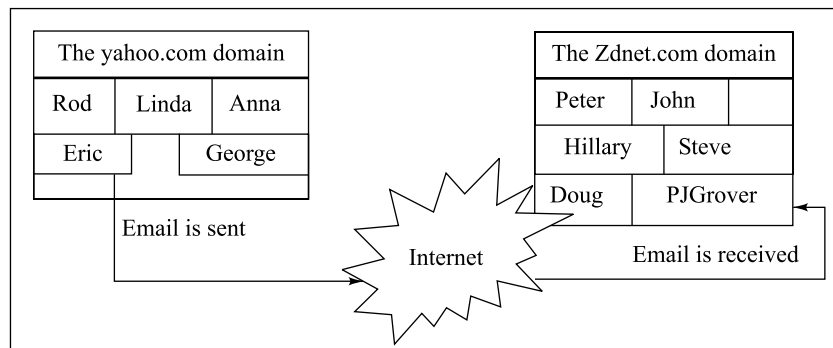 The yahoo.com domain
Rod Linda Anna
Eric George
Email is sent
Internet
The Zdnet.com domain
Peter John
Hillary Steve
Doug PJGrover
Email is received